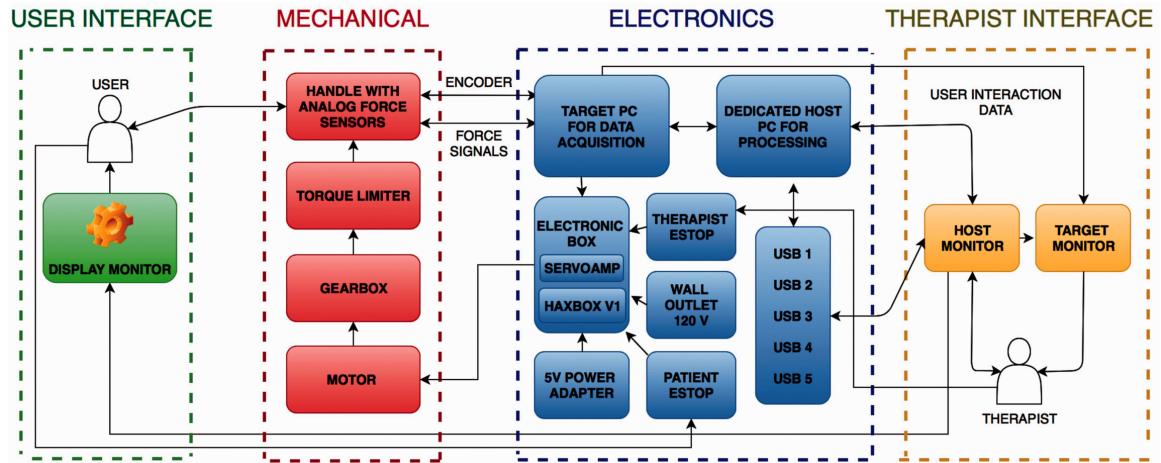 USER INTERFACE
MECHANICAL
ELECTRONICS
THERAPIST INTERFACE
USER
DISPLAY MONITOR
HANDLE WITH
ANALOG FORCE
SENSORS
TORQUE LIMITER
GEARBOX
MOTOR
ENCODER
FORCE
SIGNALS
TARGET PC
FOR DATA
ACQUISITION
DEDICATED HOST
PC FOR
PROCESSING
ELECTRONIC
BOX
SERVOAMP
HAXBOX V1
THERAPIST
ESTOP
WALL
OUTLET
120 V
5V POWER
ADAPTER
PATIENT
ESTOP
USB 1
USB 2
USB 3
USB 4
USB 5
USER INTERACTION
DATA
HOST
MONITOR
TARGET
MONITOR
THERAPIST